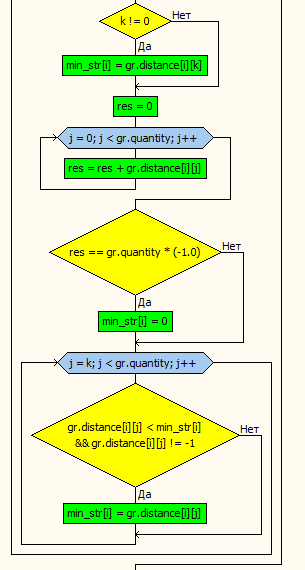 k != 0
Нет
Да
min_str[i] = gr.distance[i][k]
res = 0
j = 0; j < gr.quantity; j++
res = res + gr.distance[i][j]
res == gr.quantity * (-1.0)
Нет
Да
min_str[i] = 0
j = k; j < gr.quantity; j++
gr.distance[i][j] < min_str[i]
&& gr.distance[i][j] != -1
Нет
Да
min_str[i] = gr.distance[i][j]